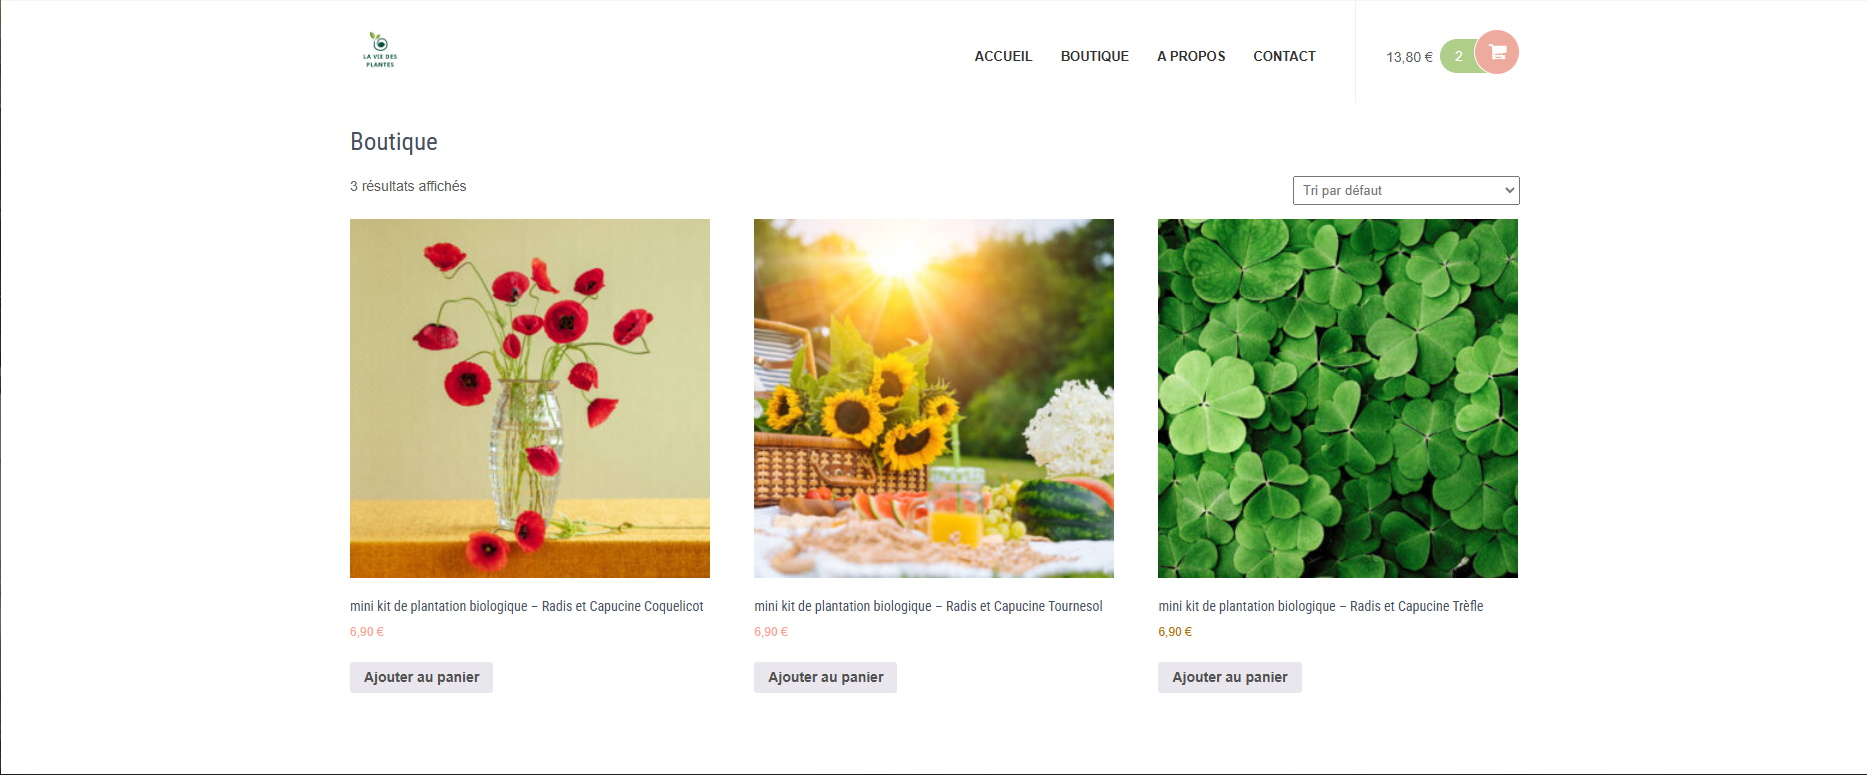 LA VIE DES
PLANTES
ACCUEIL
BOUTIQUE
A PROPOS
CONTACT
13,80 €
2
Boutique
3 résultats affichés
Tri par défaut
mini kit de plantation biologique – Radis et Capucine Coquelicot
6,90 €
Ajouter au panier
mini kit de plantation biologique – Radis et Capucine Tournesol
6,90 €
Ajouter au panier
mini kit de plantation biologique – Radis et Capucine Trèfle
6,90 €
Ajouter au panier